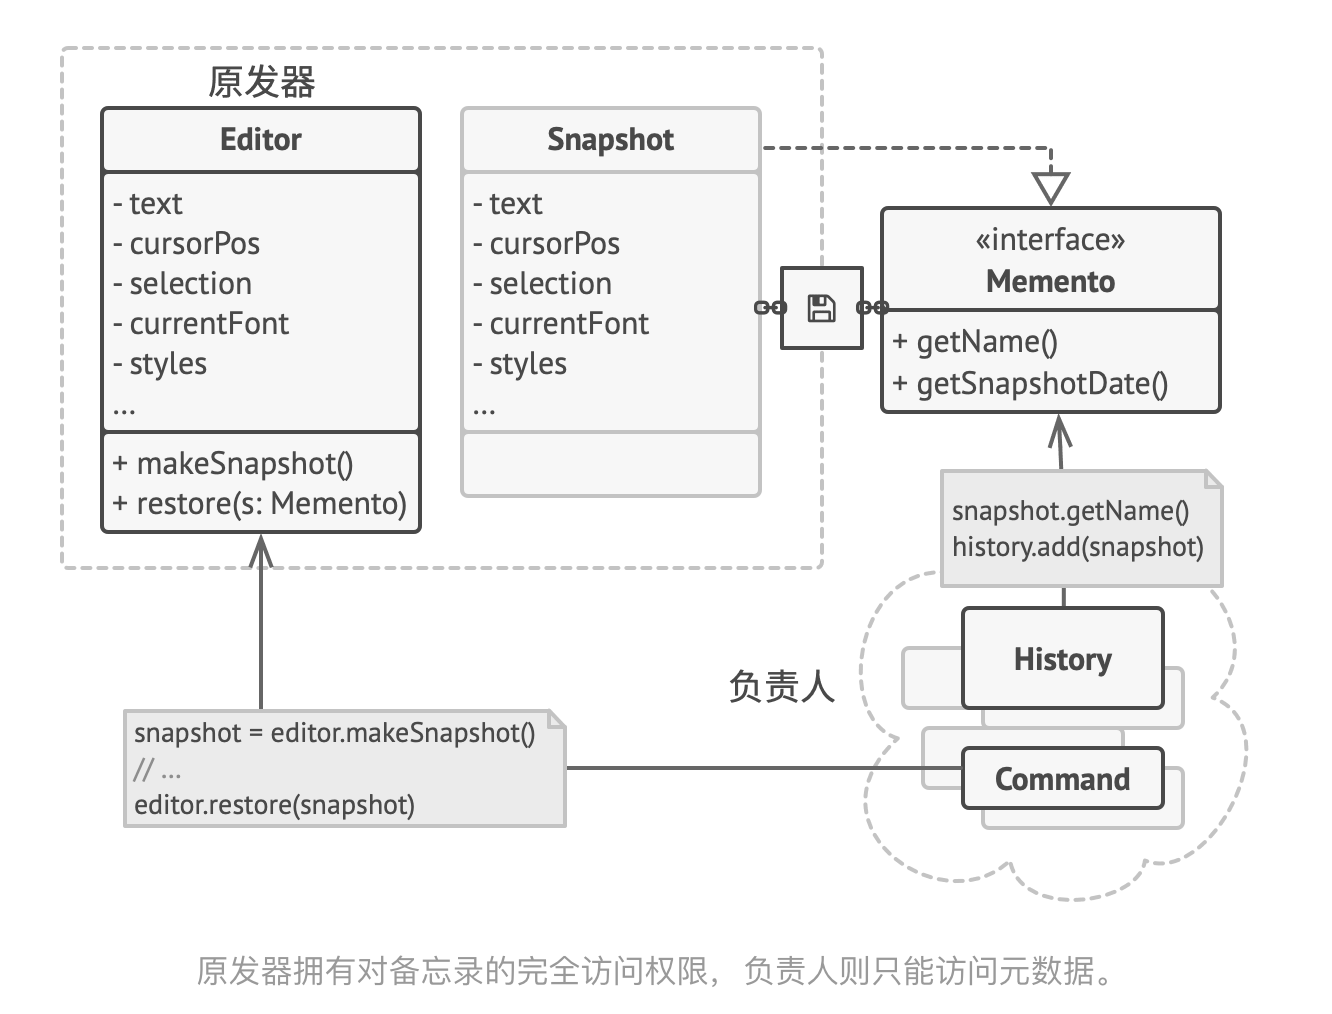 原发器
Editor
- text
- cursorPos
- selection
- currentFont
- styles
...
+ makeSnapshot()
+ restore(s: Memento)
Snapshot
- text
- cursorPos
- selection
- currentFont
- styles
...
«interface»
Memento
+ getName()
+ getSnapshotDate()
snapshot.getName()
history.add(snapshot)
负责人
History
Command
snapshot = editor.makeSnapshot()
// ...
editor.restore(snapshot)
原发器拥有对备忘录的完全访问权限， 负责人则只能访问元数据。